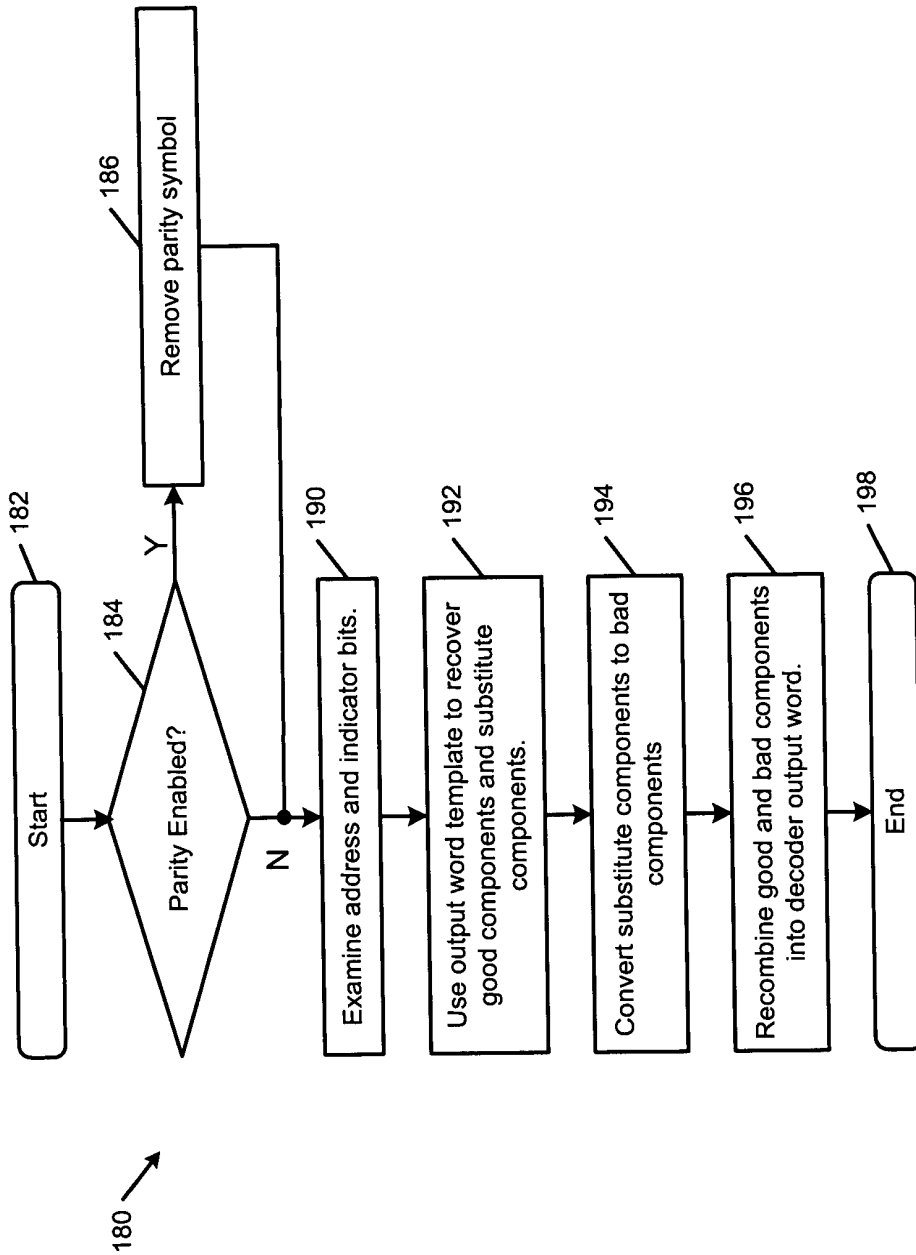 182
Start
184
Parity Enabled?
Y
N
186
Remove parity symbol
190
Examine address and indicator bits.
192
Use output word template to recover
good components and substitute
components.
194
Convert substitute components to bad
components
196
Recombine good and bad components
into decoder output word.
198
End
180